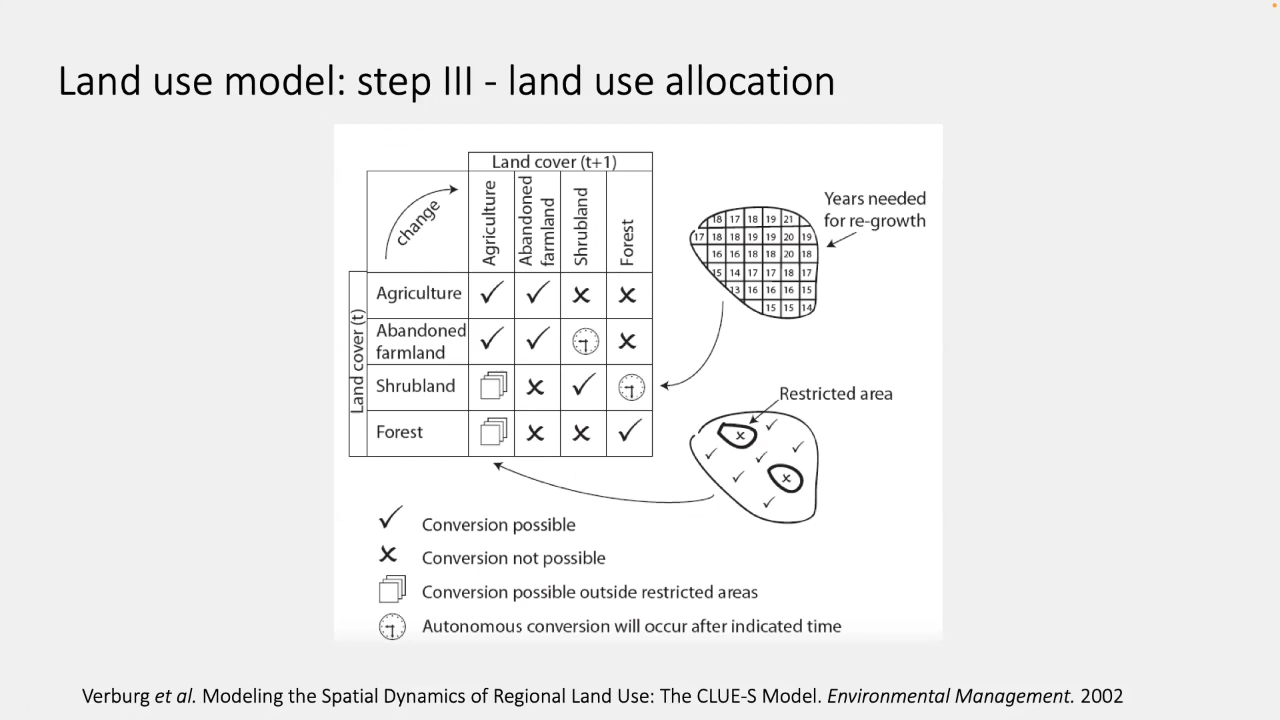 Land use model: step III - land use allocation
Land cover (t+1)
change
Agriculture
Abandoned
farmland
Shrubland
Forest
Land cover (t)
Agriculture
Abandoned
farmland
Shrubland
Forest
Years needed
for re-growth
18 17 18 19 21
17 18 18 19 19 20 19
16 16 18 18 20 18
15 14 17 17 18 17
13 16 16 16 15
15 15 14
Restricted area
Conversion possible
Conversion not possible
Conversion possible outside restricted areas
Autonomous conversion will occur after indicated time
Verburg et al. Modeling the Spatial Dynamics of Regional Land Use: The CLUE-S Model. Environmental Management. 2002